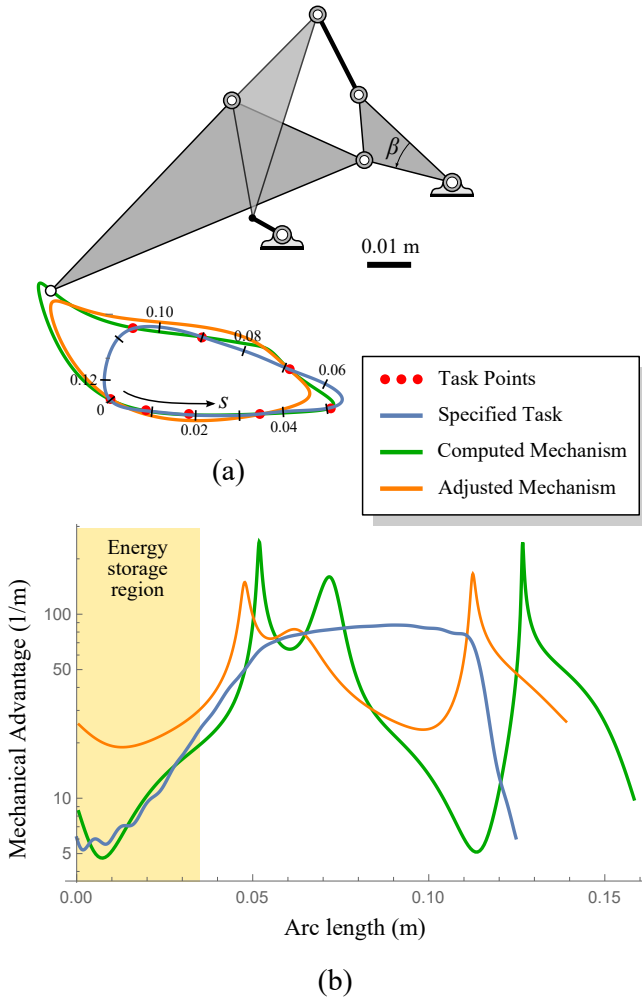 β
0.01 m
0.10
0.08
0.06
0.12
0
s
0.02
0.04
(a)
Task Points
Specified Task
Computed Mechanism
Adjusted Mechanism
Energy
storage
region
Mechanical Advantage (1/m)
100
50
10
5
0.00
0.05
0.10
0.15
Arc length (m)
(b)